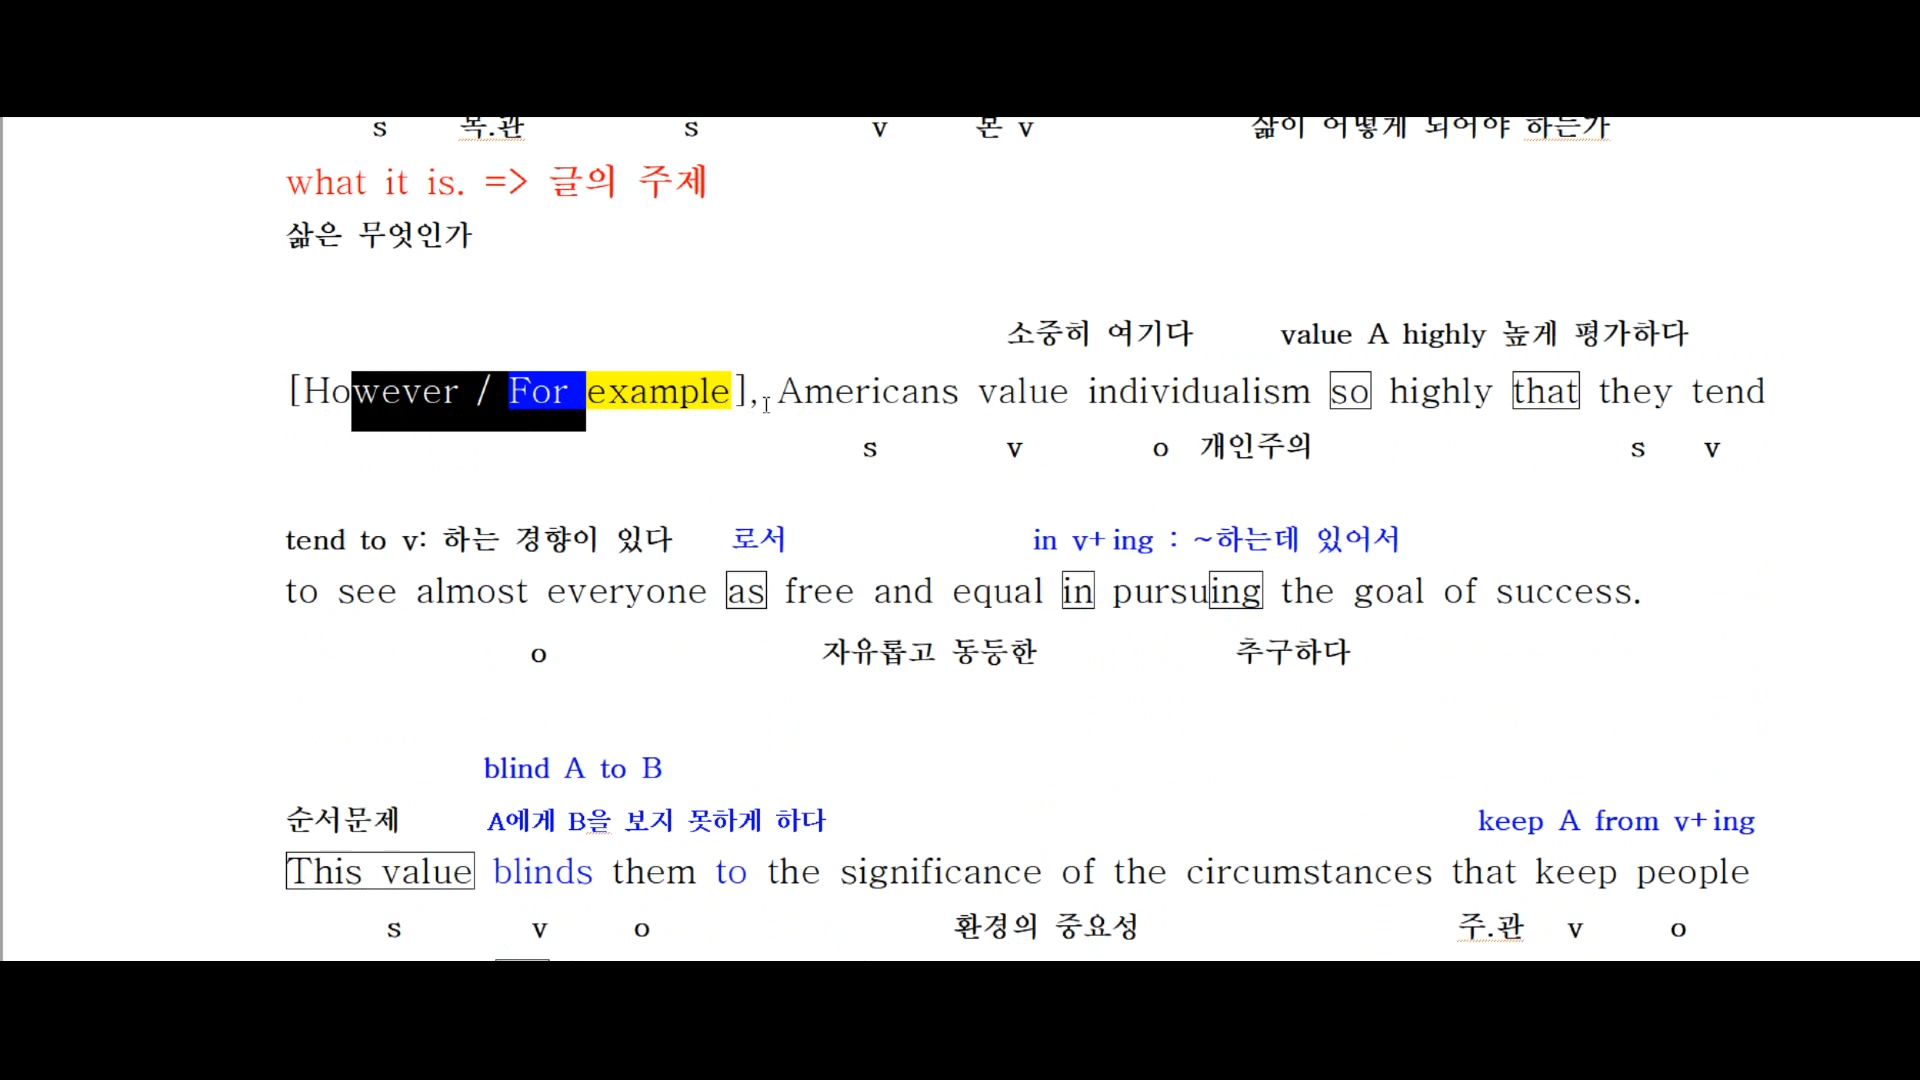 s 목.관 s v 본 v 삶이 어떻게 되어야 하는가
what it is. => 글의 주제
삶은 무엇인가
소중히 여기다 value A highly 높게 평가하다
[However / For example], Americans value individualism so highly that they tend
s v o 개인주의 s v
tend to v: 하는 경향이 있다 로서 in v+ing : ~하는데 있어서
to see almost everyone as free and equal in pursuing the goal of success.
o 자유롭고 동등한 추구하다
blind A to B
순서문제 A에게 B을 보지 못하게 하다 keep A from v+ing
This value blinds them to the significance of the circumstances that keep people
s v o 환경의 중요성 주.관 v o